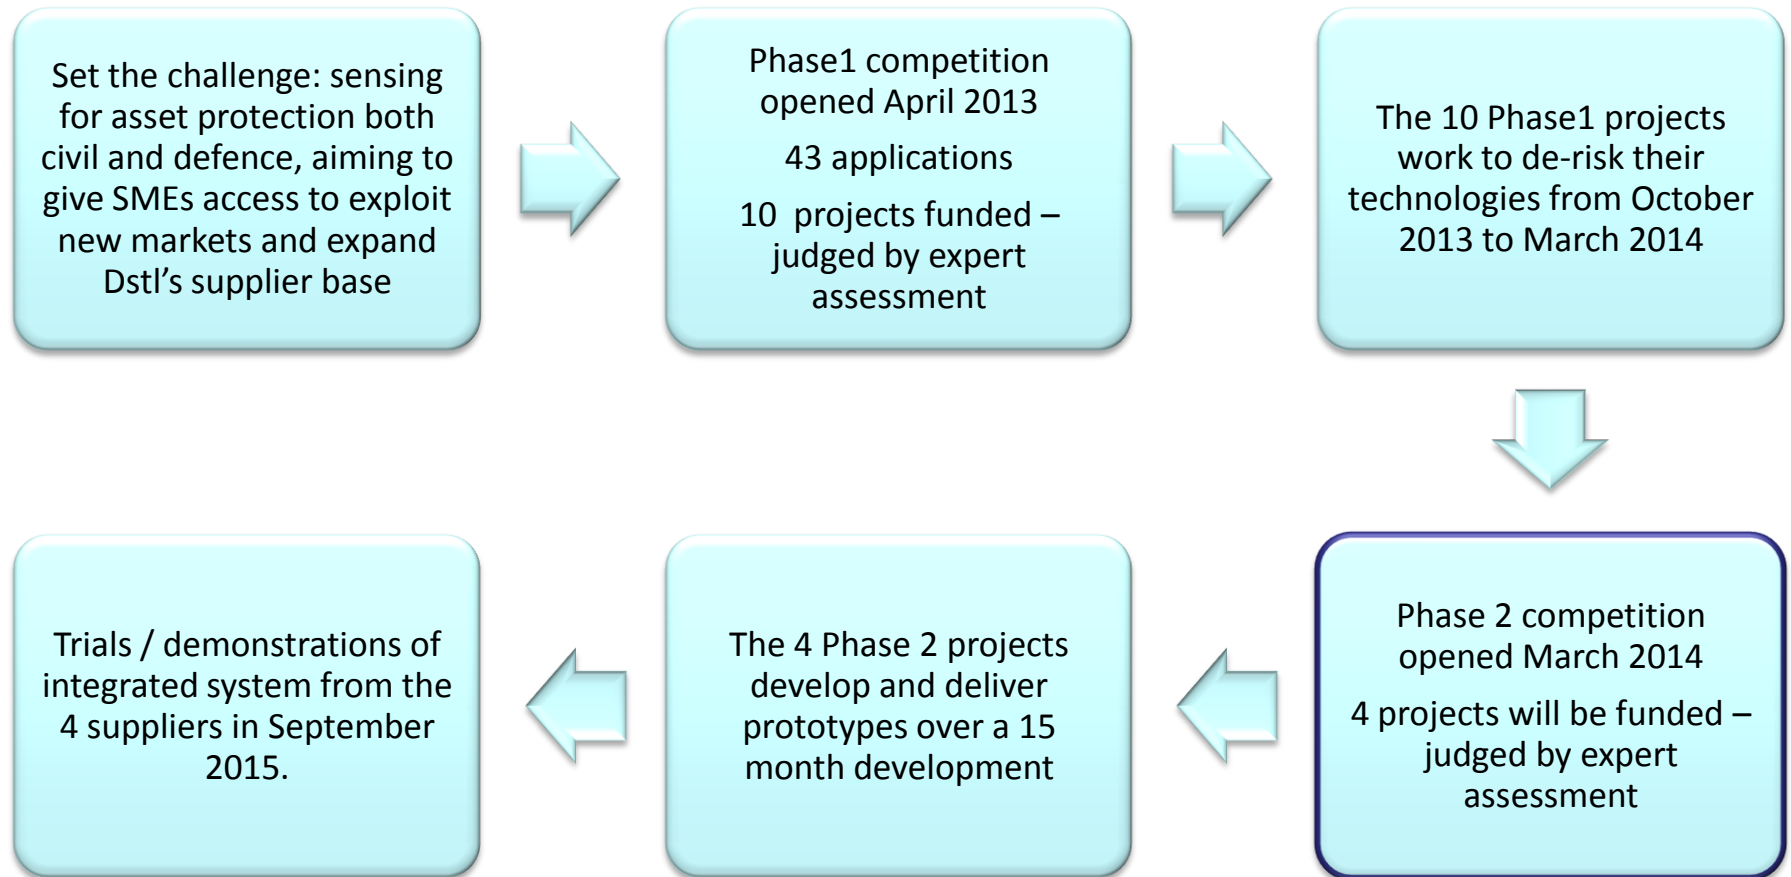 Set the challenge: sensing
for asset protection both
civil and defence, aiming to
give SMEs access to exploit
new markets and expand
Dstl's supplier base
Phase1 competition
opened April 2013
43 applications
10 projects funded –
judged by expert
assessment
The 10 Phase1 projects
work to de-risk their
technologies from October
2013 to March 2014
Phase 2 competition
opened March 2014
4 projects will be funded –
judged by expert
assessment
The 4 Phase 2 projects
develop and deliver
prototypes over a 15
month development
Trials / demonstrations of
integrated system from the
4 suppliers in September
2015.